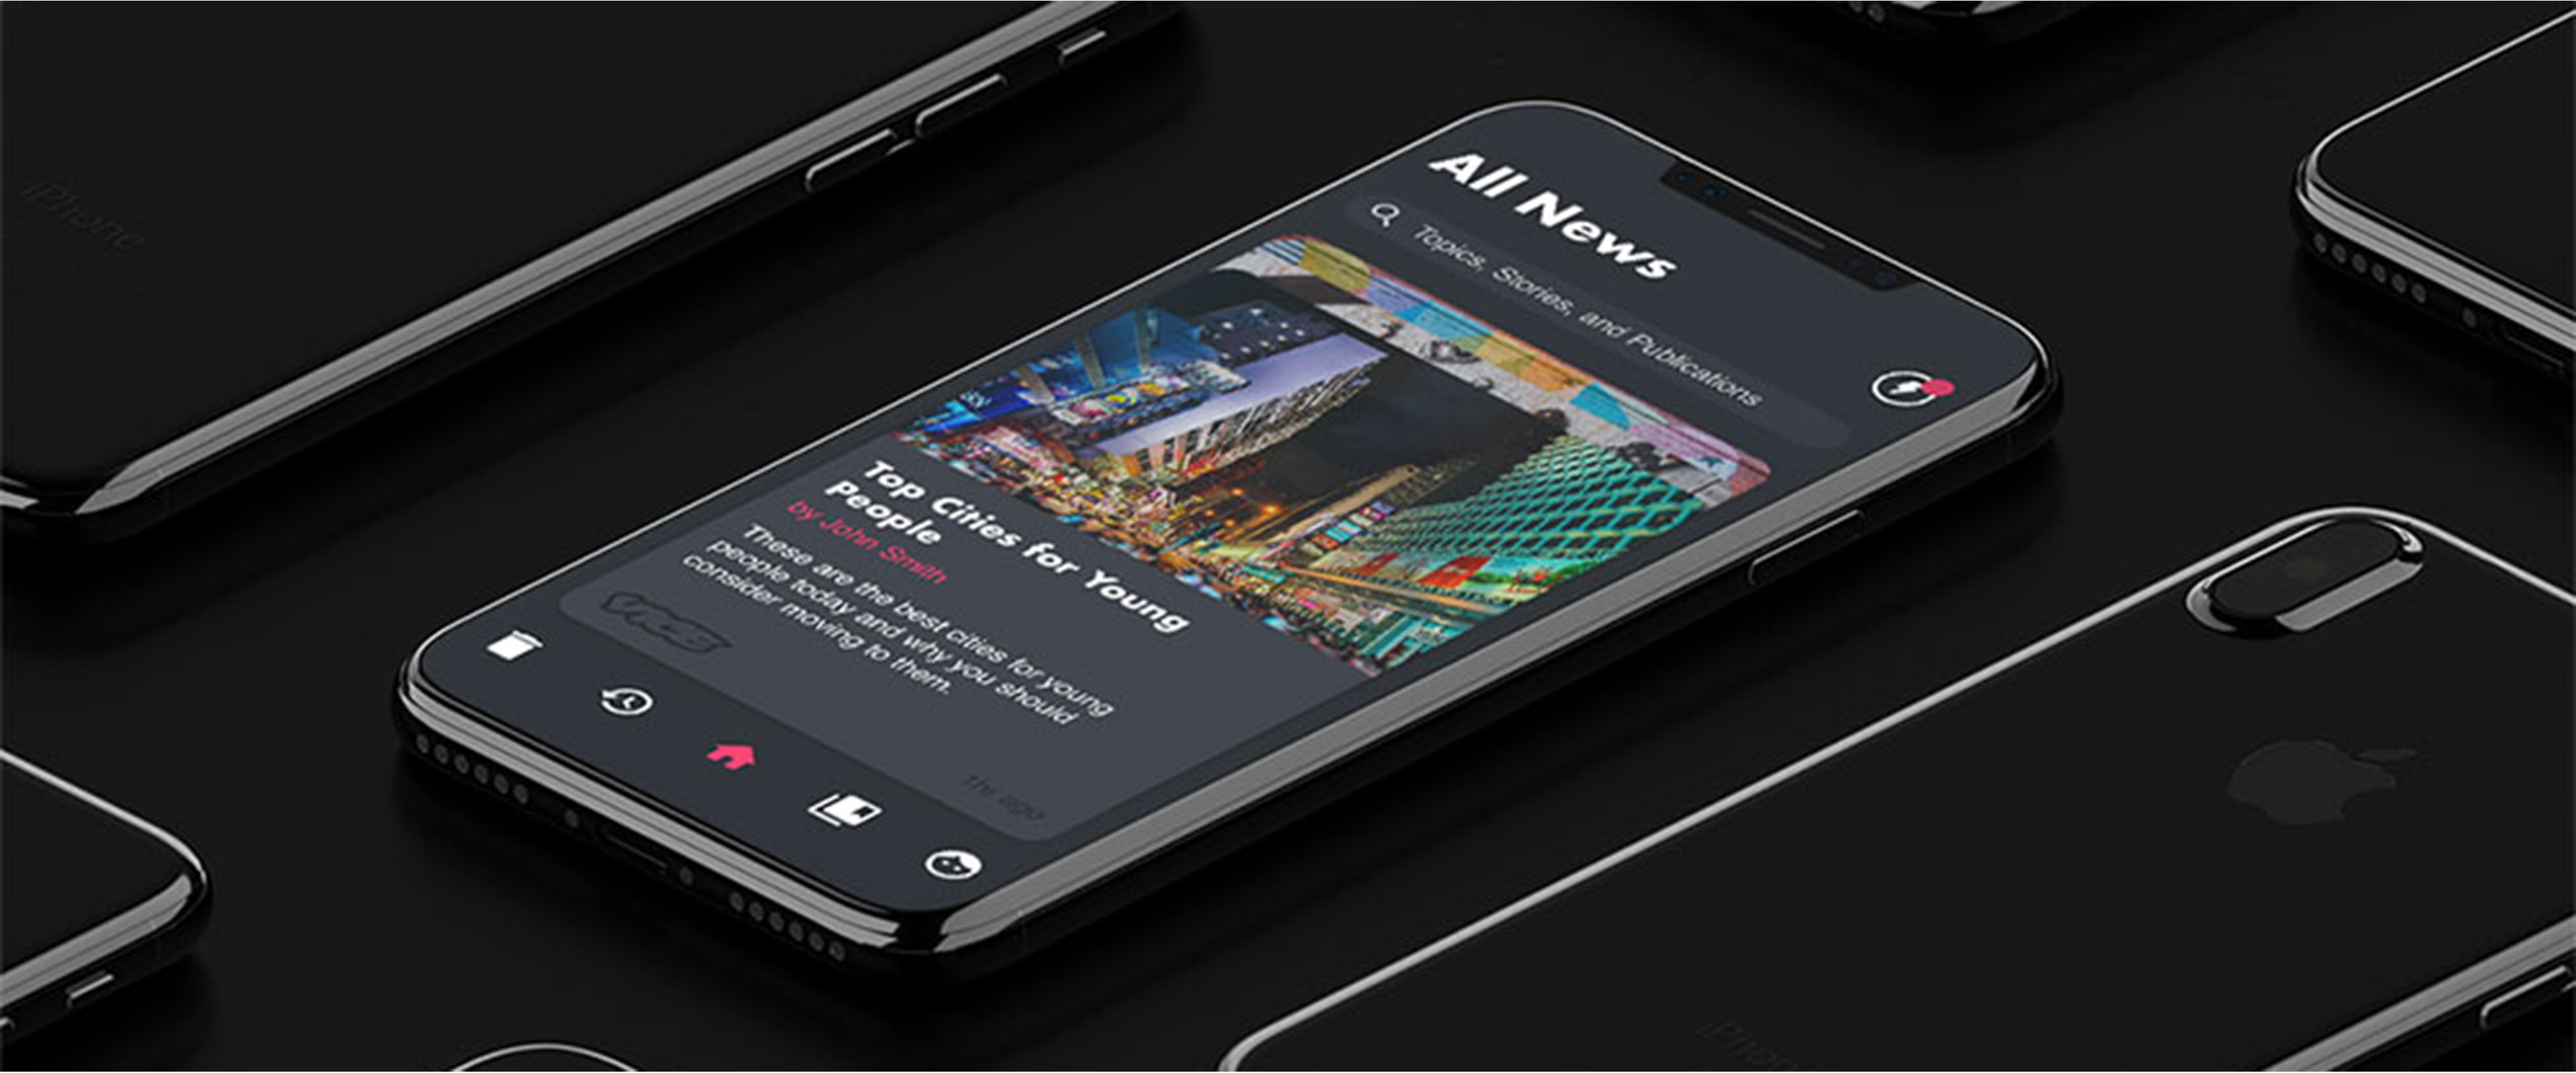 All News
Topics, Stories, and Publications
Top Cities for Young
People
by John Smith
These are the best cities for young
people today and why you should
consider moving to them.
VICE
1hr ago
iPhone
iPhone